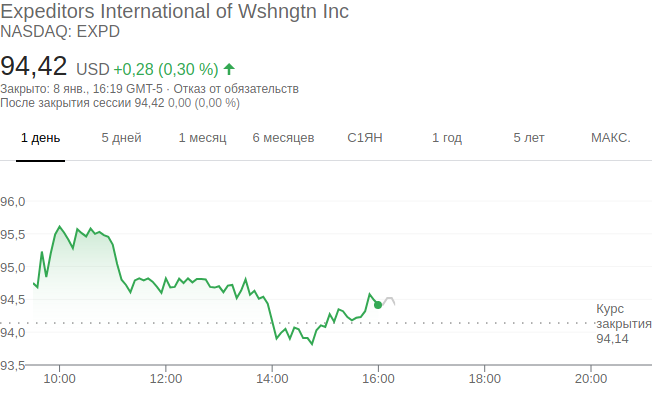 Expeditors International of Wshngtn Inc
NASDAQ: EXPD
94,42 USD +0,28 (0,30 %)
Закрыто: 8 янв., 16:19 GMT-5 · Отказ от обязательств
После закрытия сессии 94,42 0,00 (0,00 %)
1 день 5 дней 1 месяц 6 месяцев С1ЯН 1 год 5 лет МАКС.
96,0
95,5
95,0
94,5
94,0
93,5
Курс
закрытия
94,14
10:00 12:00 14:00 16:00 18:00 20:00